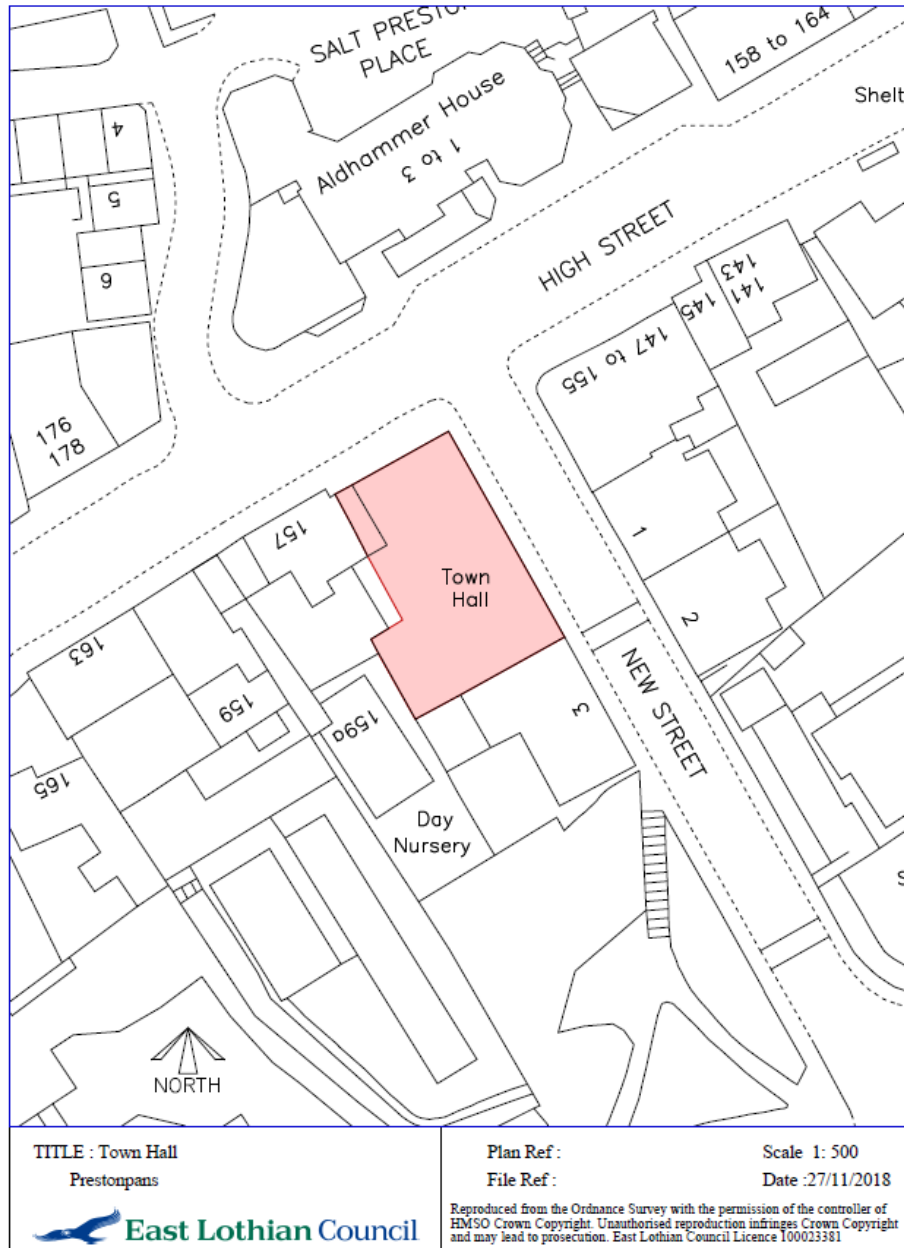 SALT PRESTON
PLACE
158 to 164
Shelt
Aldhammer House
1 to 3
4
5
6
HIGH STREET
143
141
145
147 to 155
176
178
157
1
Town
Hall
2
163
159
159a
3
NEW STREET
165
Day
Nursery
S
NORTH
TITLE : Town Hall
Prestonpans
Plan Ref :
File Ref :
Scale 1: 500
Date :27/11/2018
East Lothian Council
Reproduced from the Ordnance Survey with the permission of the controller of
HMSO Crown Copyright. Unauthorised reproduction infringes Crown Copyright
and may lead to prosecution. East Lothian Council Licence 100023381